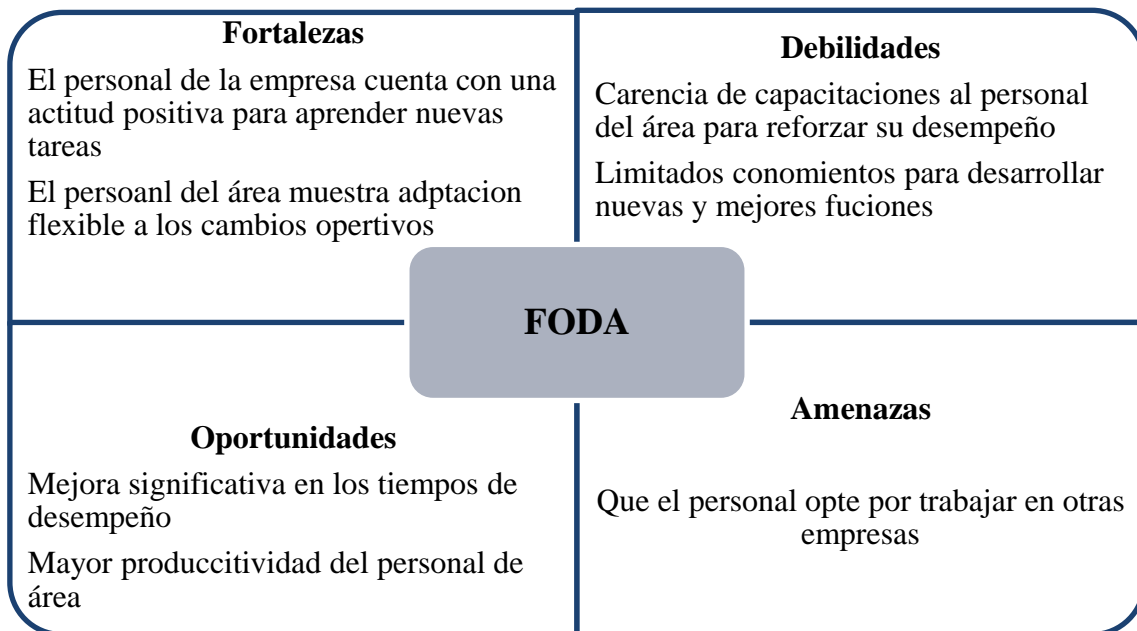 Fortalezas
El personal de la empresa cuenta con una
actitud positiva para aprender nuevas
tareas
El persoanl del área muestra adptacion
flexible a los cambios opertivos
Debilidades
Carencia de capacitaciones al personal
del área para reforzar su desempeño
Limitados conomientos para desarrollar
nuevas y mejores fuciones
FODA
Oportunidades
Mejora significativa en los tiempos de
desempeño
Mayor produccitividad del personal de
área
Amenazas
Que el personal opte por trabajar en otras
empresas